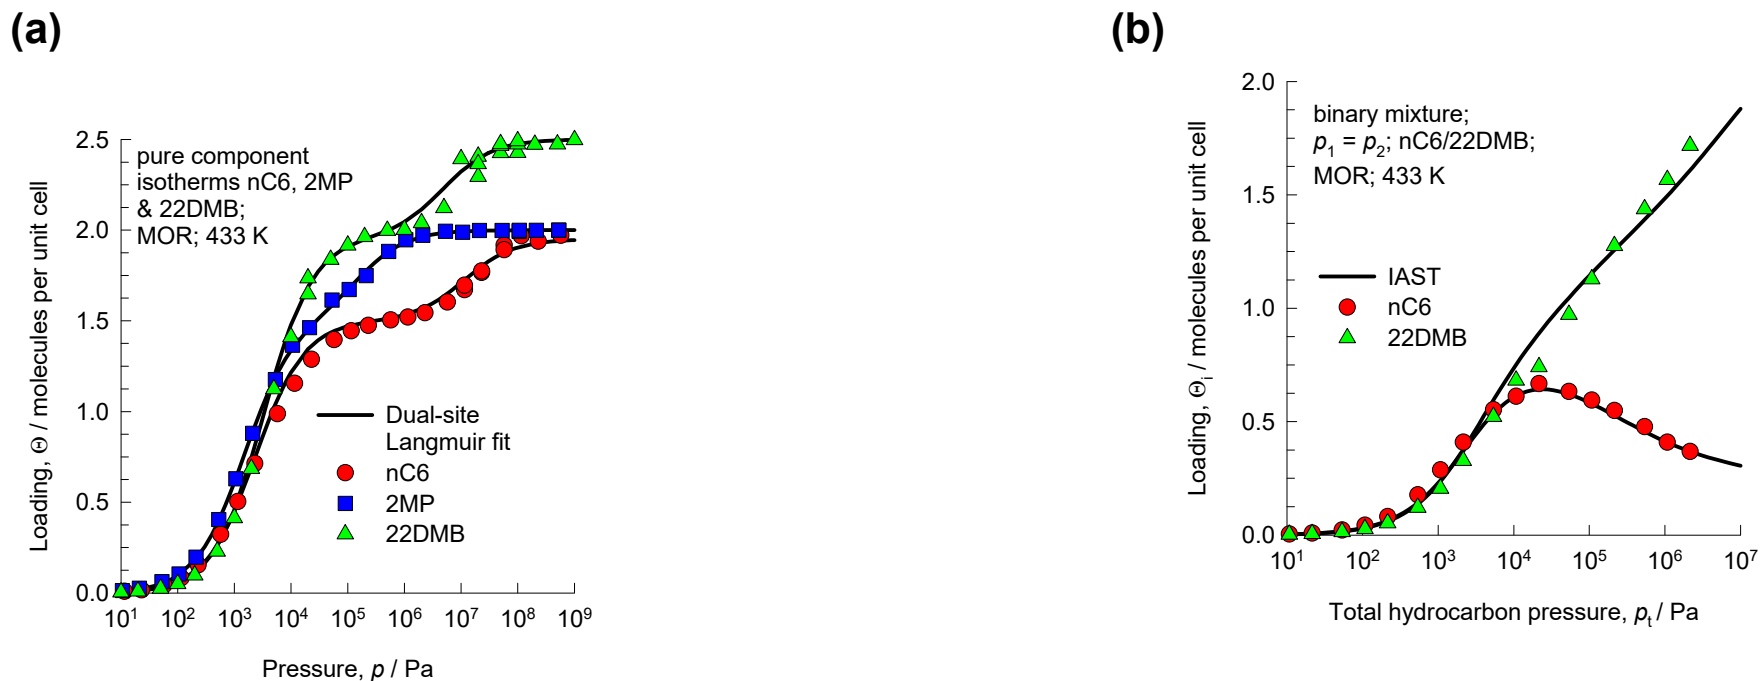 (a)
2.5
2.0
1.5
1.0
0.5
0.0
pure component
isotherms nC6, 2MP
& 22DMB;
MOR; 433 K
Dual-site
Langmuir fit
nC6
2MP
22DMB
10¹ 10² 10³ 10⁴ 10⁵ 10⁶ 10⁷ 10⁸ 10⁹
Pressure, p / Pa
Loading, Θ / molecules per unit cell
(b)
2.0
1.5
1.0
0.5
0.0
binary mixture;
p₁ = p₂; nC6/22DMB;
MOR; 433 K
IAST
nC6
22DMB
10¹ 10² 10³ 10⁴ 10⁵ 10⁶ 10⁷
Total hydrocarbon pressure, pₜ / Pa
Loading, Θᵢ / molecules per unit cell